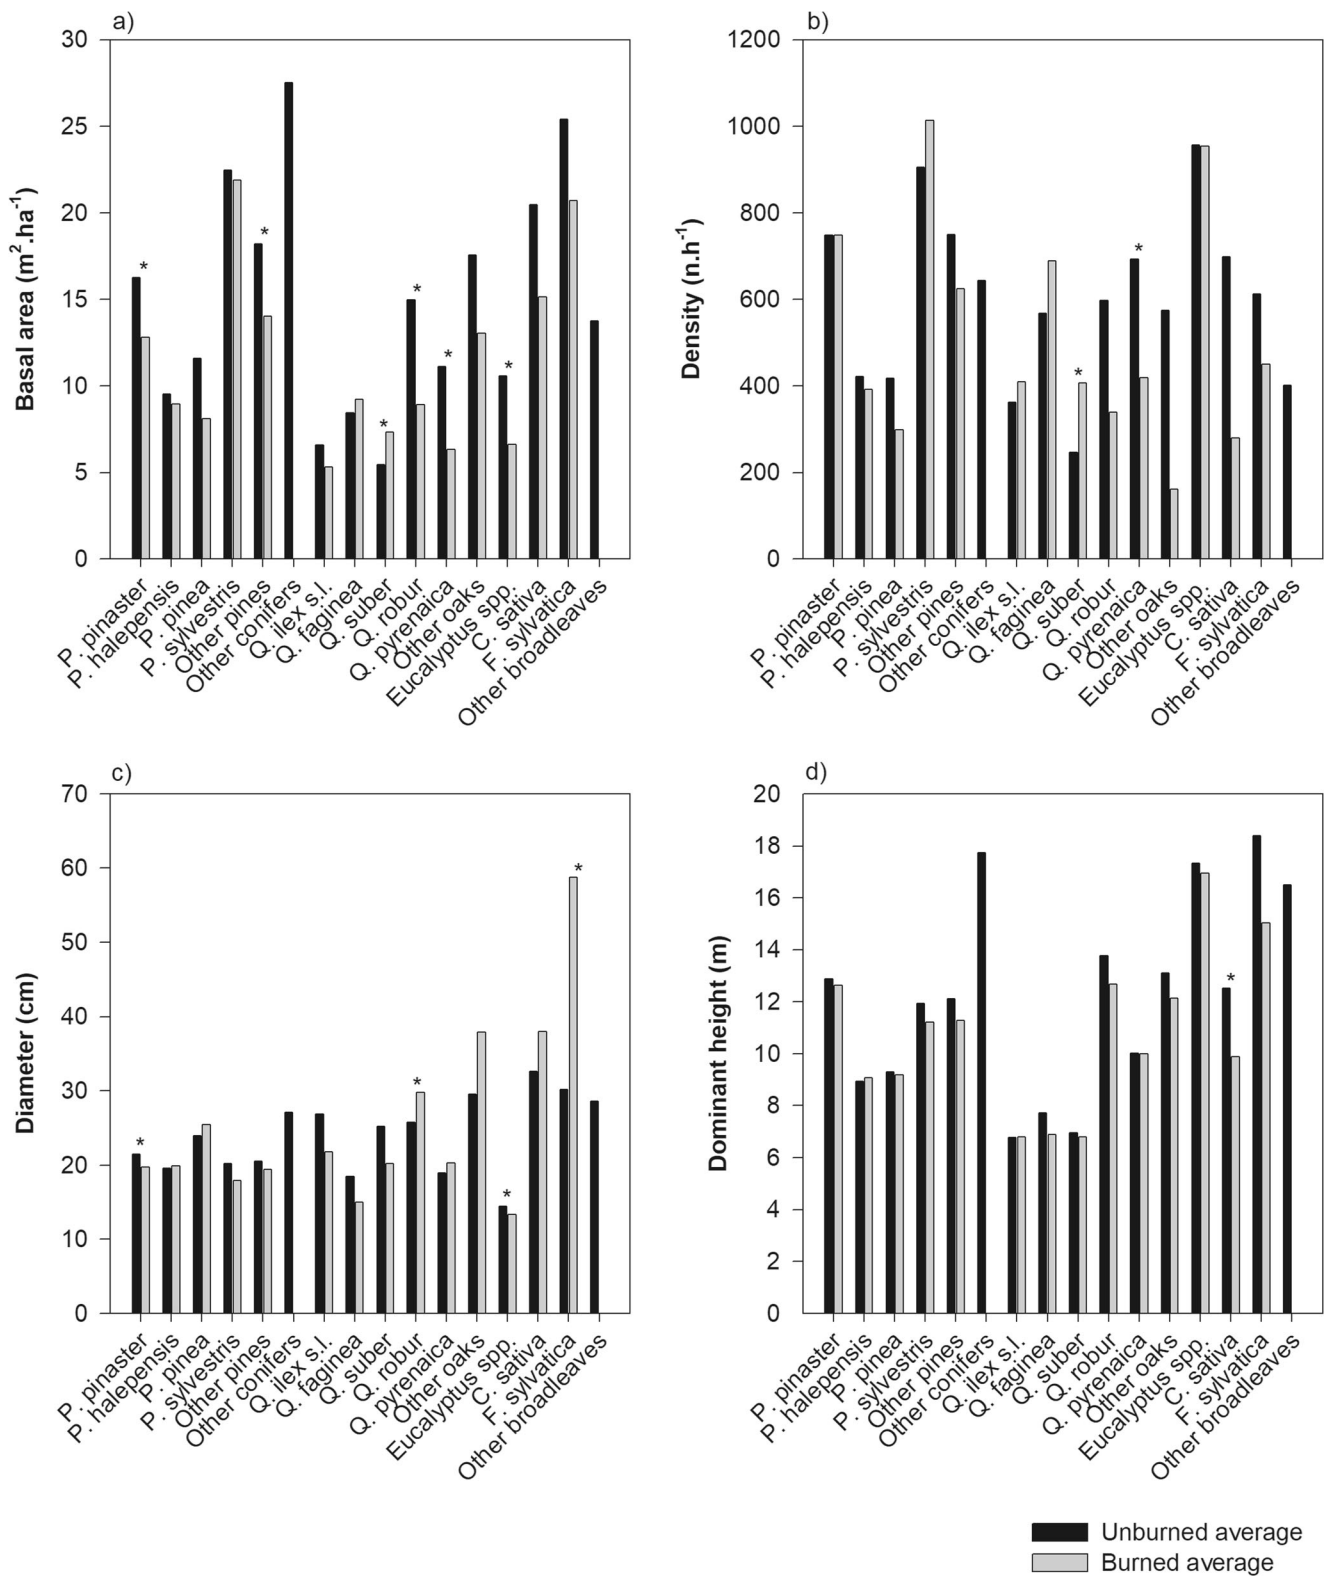 a)
30
25
20
15
10
5
0
Basal area (m².ha⁻¹)
*
*
*
*
*
*
P. pinaster
P. halepensis
P. pinea
P. sylvestris
Other pines
Other conifers
Q. ilex s.l.
Q. faginea
Q. suber
Q. robur
Q. pyrenaica
Other oaks
Eucalyptus spp.
C. sativa
F. sylvatica
Other broadleaves
b)
1200
1000
800
600
400
200
0
Density (n.h⁻¹)
*
*
P. pinaster
P. halepensis
P. pinea
P. sylvestris
Other pines
Other conifers
Q. ilex s.l.
Q. faginea
Q. suber
Q. robur
Q. pyrenaica
Other oaks
Eucalyptus spp.
C. sativa
F. sylvatica
Other broadleaves
c)
70
60
50
40
30
20
10
0
Diameter (cm)
*
*
*
*
P. pinaster
P. halepensis
P. pinea
P. sylvestris
Other pines
Other conifers
Q. ilex s.l.
Q. faginea
Q. suber
Q. robur
Q. pyrenaica
Other oaks
Eucalyptus spp.
C. sativa
F. sylvatica
Other broadleaves
d)
20
18
16
14
12
10
8
6
4
2
0
Dominant height (m)
*
P. pinaster
P. halepensis
P. pinea
P. sylvestris
Other pines
Other conifers
Q. ilex s.l.
Q. faginea
Q. suber
Q. robur
Q. pyrenaica
Other oaks
Eucalyptus spp.
C. sativa
F. sylvatica
Other broadleaves
Unburned average
Burned average